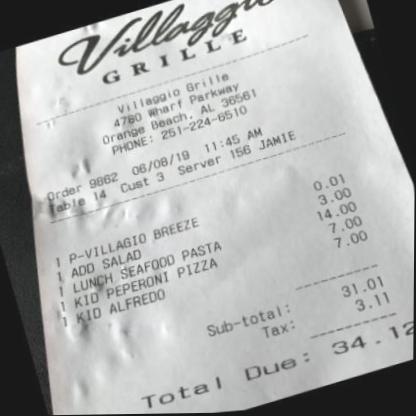 Villaggio
GRILLE
Villaggio Grille
4780 Wharf Parkway
Orange Beach, AL 36561
PHONE: 251-224-6510
Order 9862 06/08/19 11:45 AM
Table 14 Cust 3 Server 156 JAMIE
1 P-VILLAGIO BREEZE 0.01
1 ADD SALAD 3.00
1 LUNCH SEAFOOD PASTA 14.00
1 KID PEPERONI PIZZA 7.00
1 KID ALFREDO 7.00
Sub-total: 31.01
Tax: 3.11
Total Due: 34.12